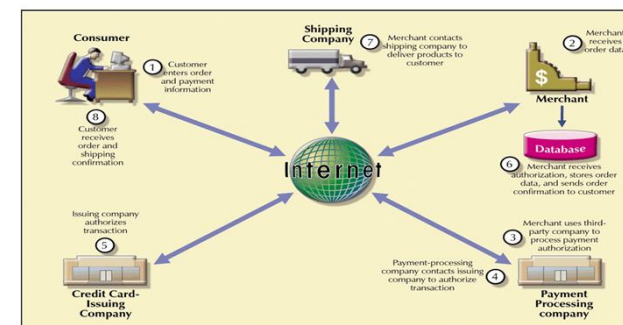 Consumer
1
Customer
enters order
and payment
information
8
Customer
receives
order and
shipping
confirmation
Shipping
Company
7
Merchant contacts
shipping company to
deliver products to
customer
2
Merchant
receives
order data
$
Merchant
Database
6
Merchant receives
authorization, stores order
data, and sends order
confirmation to customer
Internet
Issuing company
authorizes
transaction
5
Credit Card-
Issuing
Company
3
Merchant uses third-
party company to
process payment
authorization
Payment-processing
company contacts issuing
company to authorize
transaction
4
Payment
Processing
company